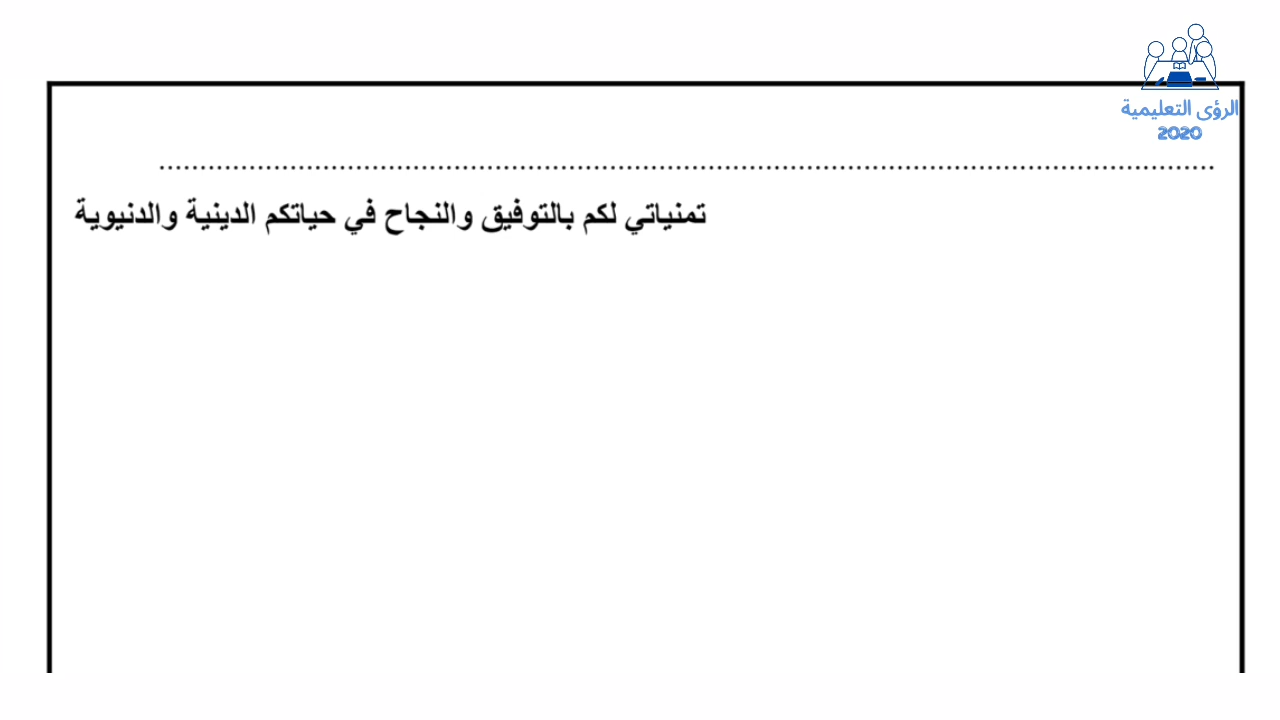 الرؤى التعليمية
2020
................................................................................................................................
تمنياتي لكم بالتوفيق والنجاح في حياتكم الدينية والدنيوية